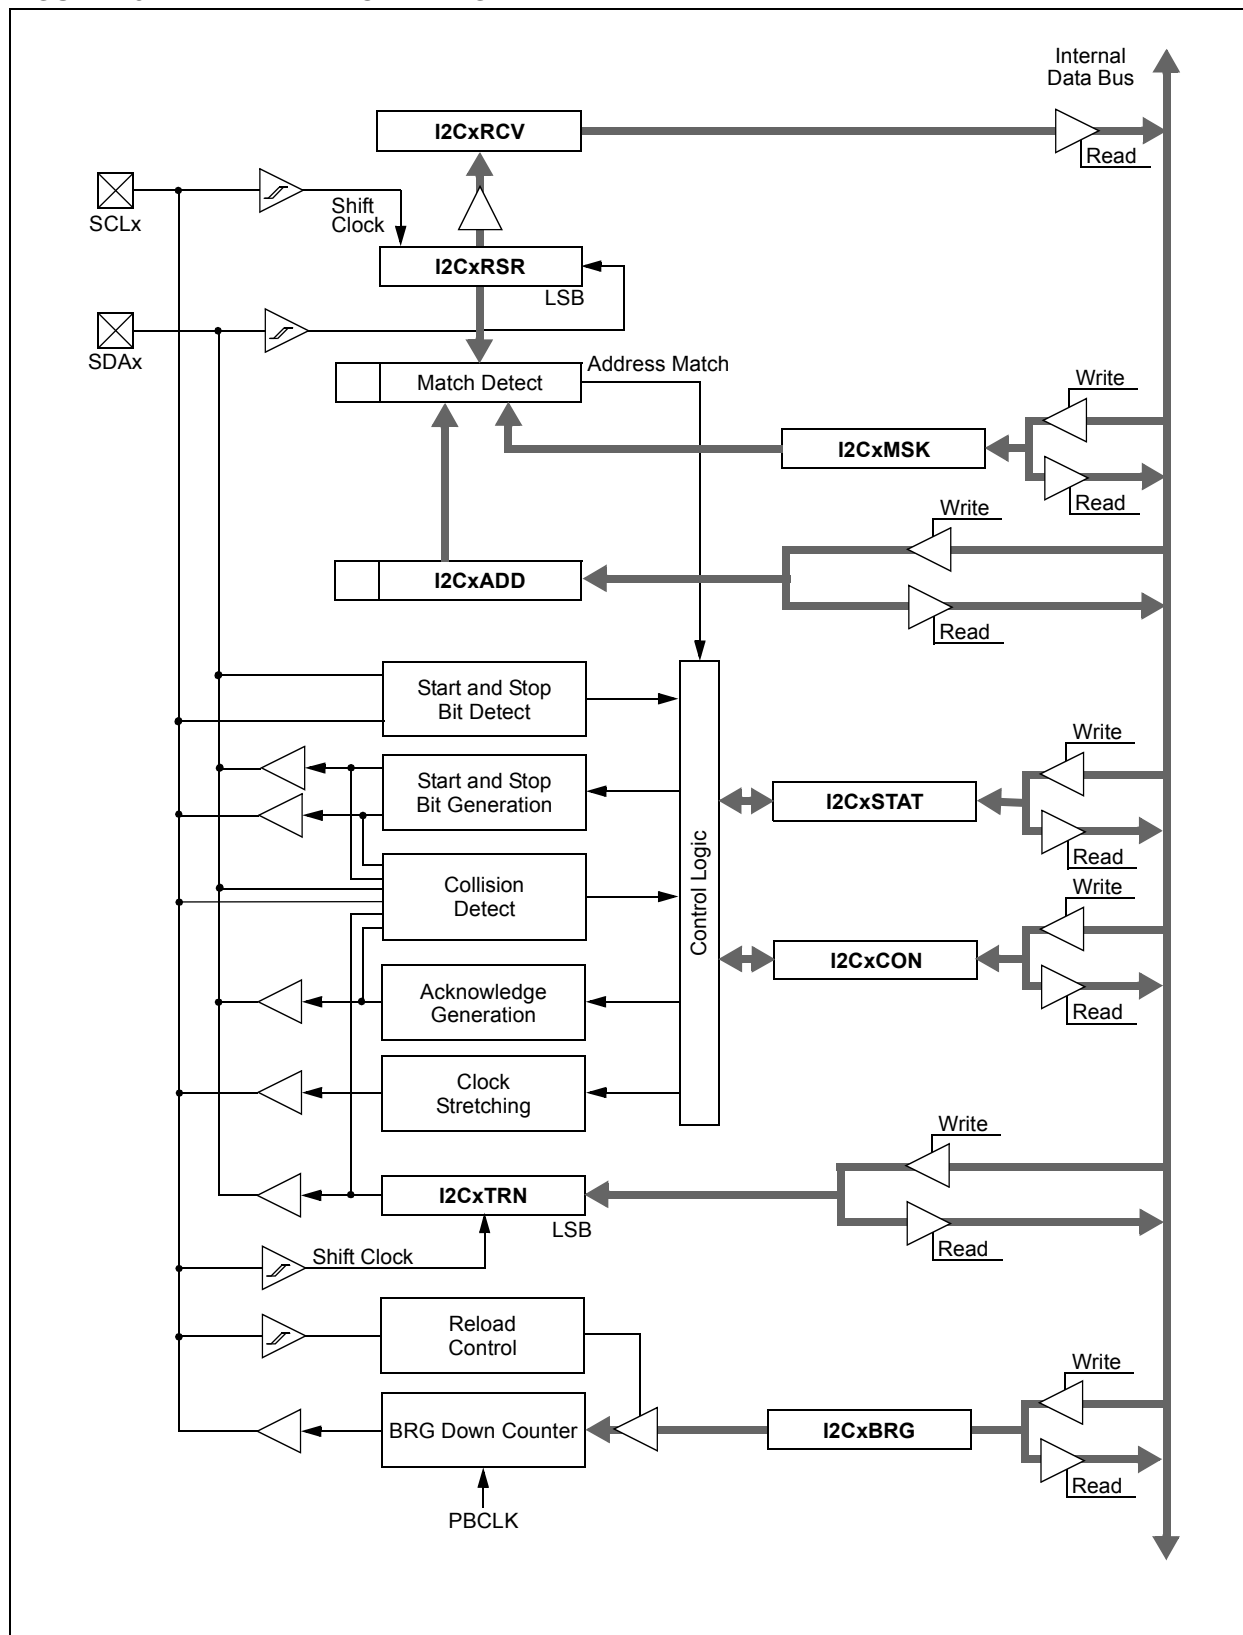 Internal
Data Bus
I2CxRCV
Read
SCLx
Shift
Clock
I2CxRSR
LSB
SDAx
Address Match
Match Detect
Write
I2CxMSK
Read
Write
I2CxADD
Read
Start and Stop
Bit Detect
Write
Start and Stop
Bit Generation
I2CxSTAT
Read
Control Logic
Collision
Detect
Write
I2CxCON
Acknowledge
Generation
Read
Clock
Stretching
Write
I2CxTRN
LSB
Read
Shift Clock
Reload
Control
Write
BRG Down Counter
I2CxBRG
Read
PBCLK